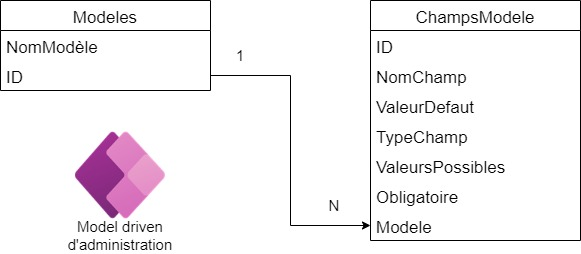 Modeles
NomModèle
ID
1
ChampsModele
ID
NomChamp
ValeurDefaut
TypeChamp
ValeursPossibles
Obligatoire
Modele
N
Model driven
d'administration